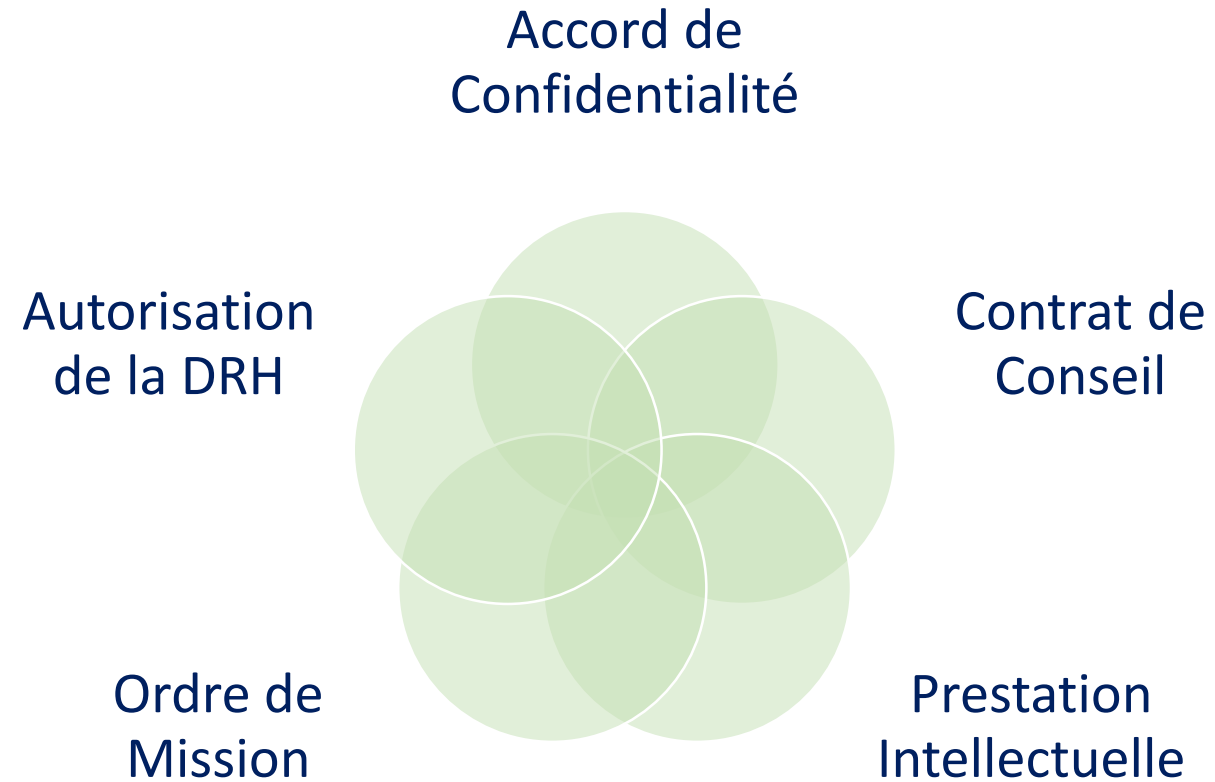 Accord de
Confidentialité
Autorisation
de la DRH
Contrat de
Conseil
Ordre de
Mission
Prestation
Intellectuelle